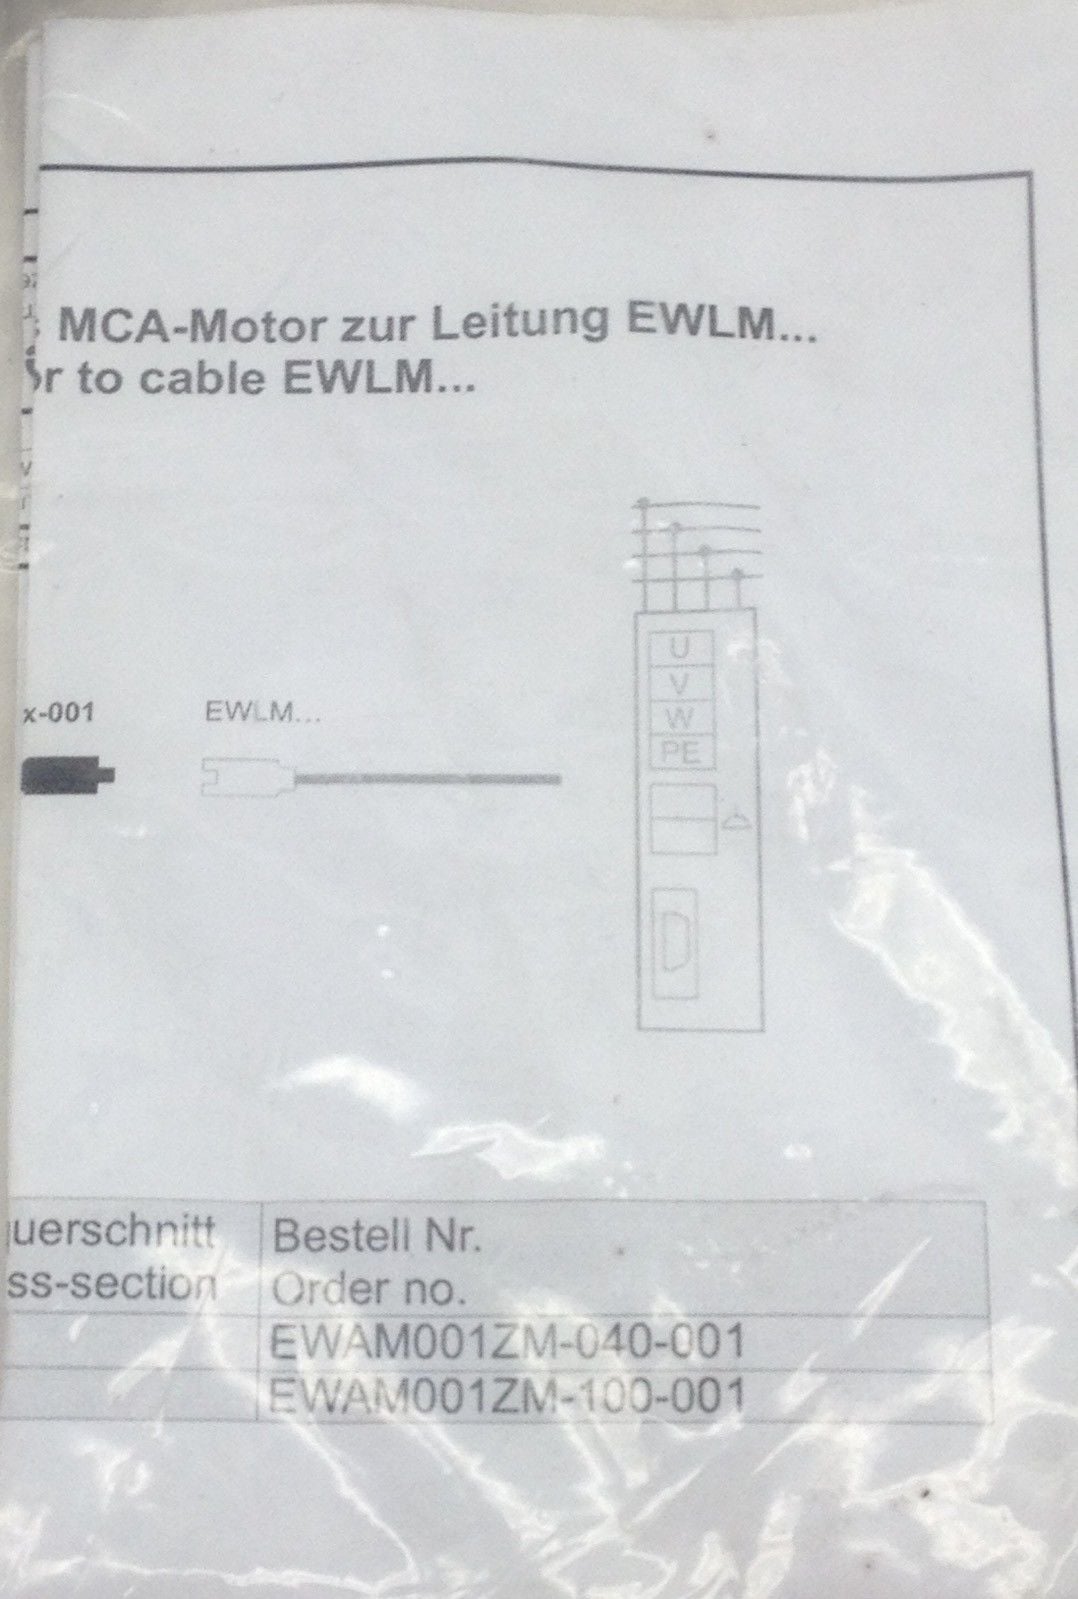 MCA-Motor zur Leitung EWLM...
r to cable EWLM...
x-001
EWLM...
U
V
W
PE
uerschnitt
ss-section
Bestell Nr.
Order no.
EWAM001ZM-040-001
EWAM001ZM-100-001